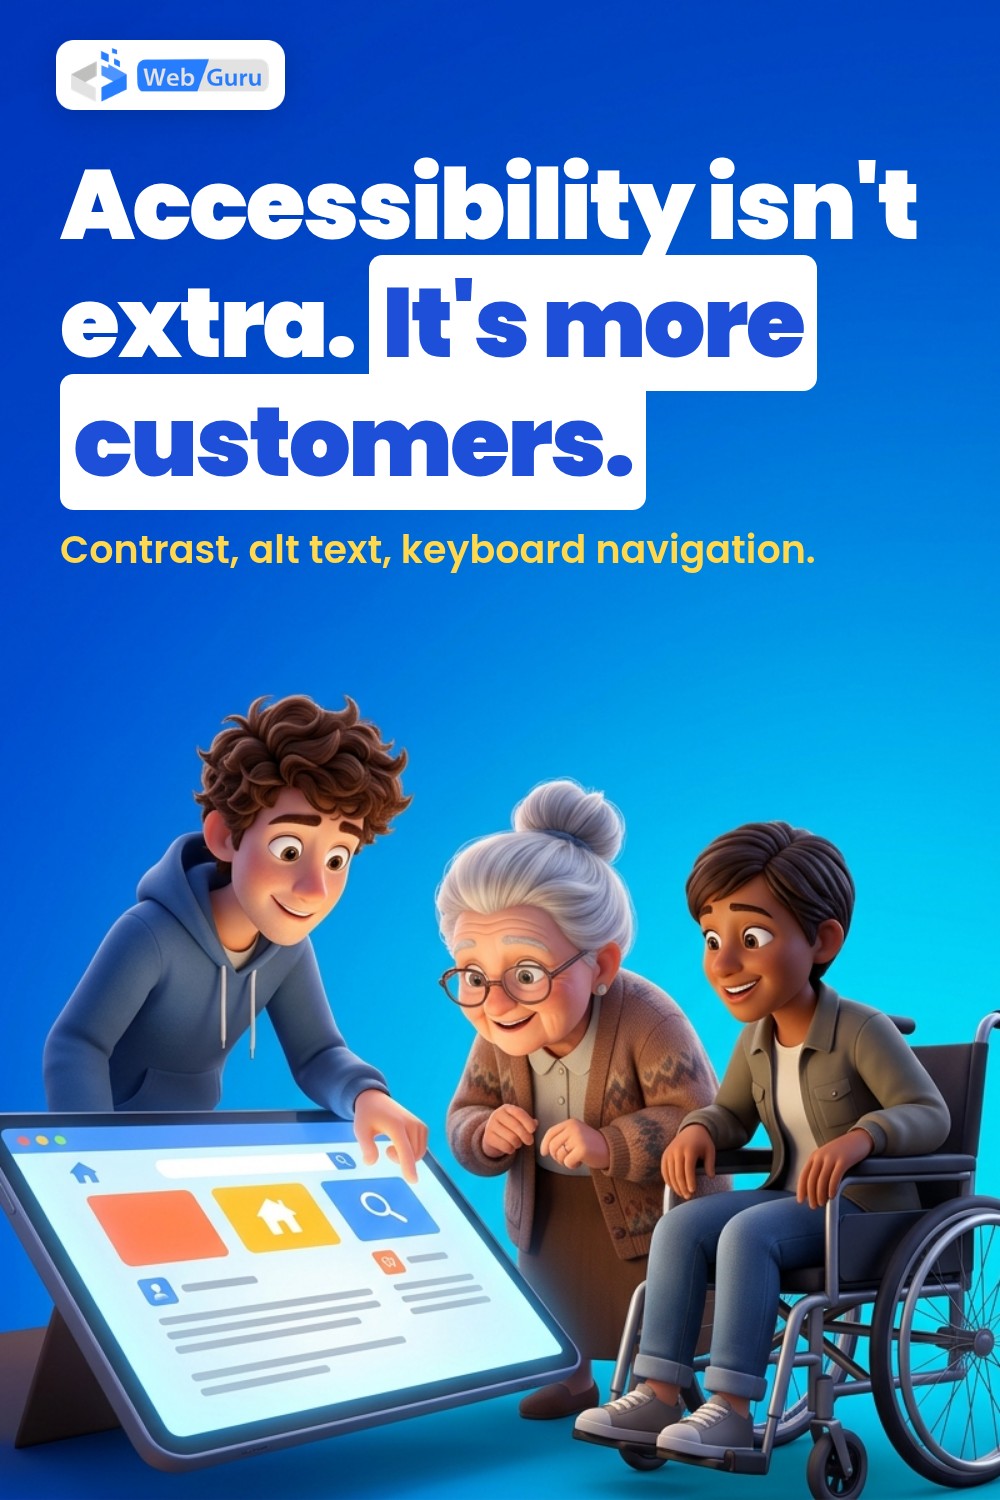 Web Guru
Accessibility isn't
extra. It's more
customers.
Contrast, alt text, keyboard navigation.